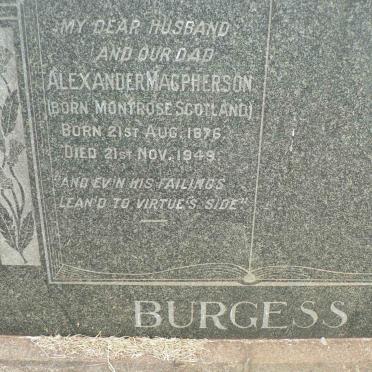 MY DEAR HUSBAND
AND OUR DAD
ALEXANDER MACPHERSON
(BORN MONTROSE SCOTLAND)
BORN 21ST AUG. 1876.
DIED 21ST NOV. 1949.
"AND EV'N HIS FAILINGS
LEAN'D TO VIRTUE'S SIDE"
BURGESS